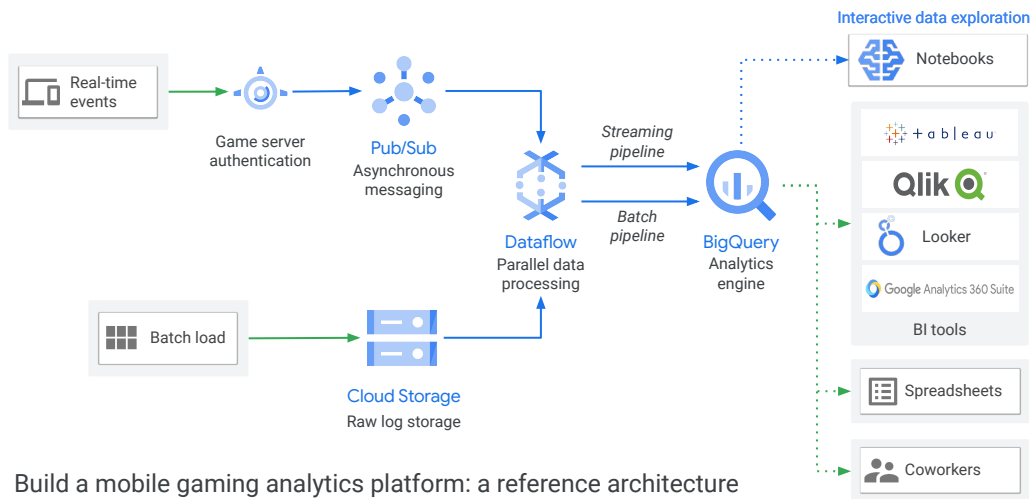 Interactive data exploration
Real-time
events
Game server
authentication
Pub/Sub
Asynchronous
messaging
Streaming
pipeline
Batch
pipeline
Dataflow
Parallel data
processing
BigQuery
Analytics
engine
Notebooks
+ableau
Qlik
Looker
Google Analytics 360 Suite
BI tools
Batch load
Cloud Storage
Raw log storage
Spreadsheets
Coworkers
Build a mobile gaming analytics platform: a reference architecture